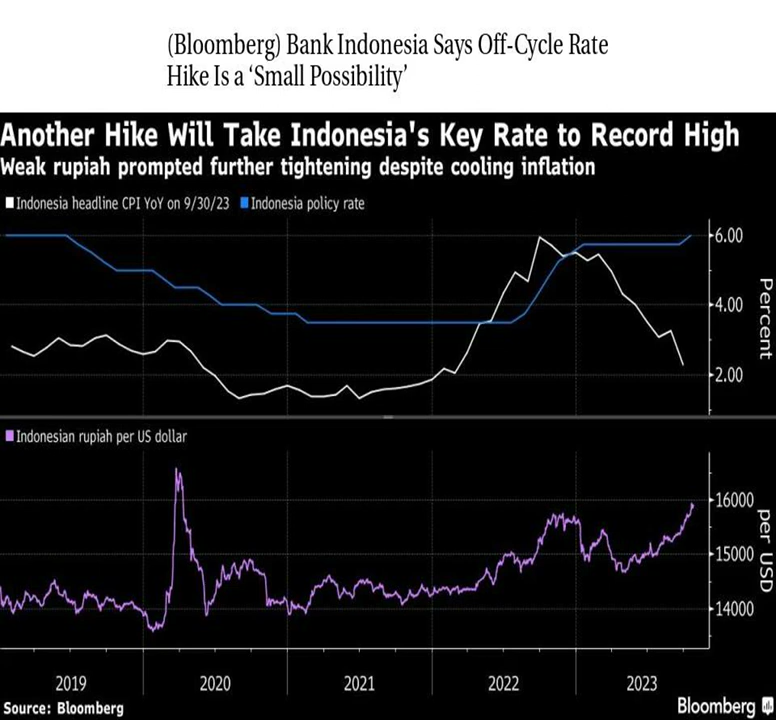 (Bloomberg) Bank Indonesia Says Off-Cycle Rate
Hike Is a ‘Small Possibility’
Another Hike Will Take Indonesia's Key Rate to Record High
Weak rupiah prompted further tightening despite cooling inflation
Indonesia headline CPI YoY on 9/30/23 Indonesia policy rate
6.00
4.00
2.00
Percent
Indonesian rupiah per US dollar
16000
15000
14000
per USD
2019 2020 2021 2022 2023
Source: Bloomberg
Bloomberg